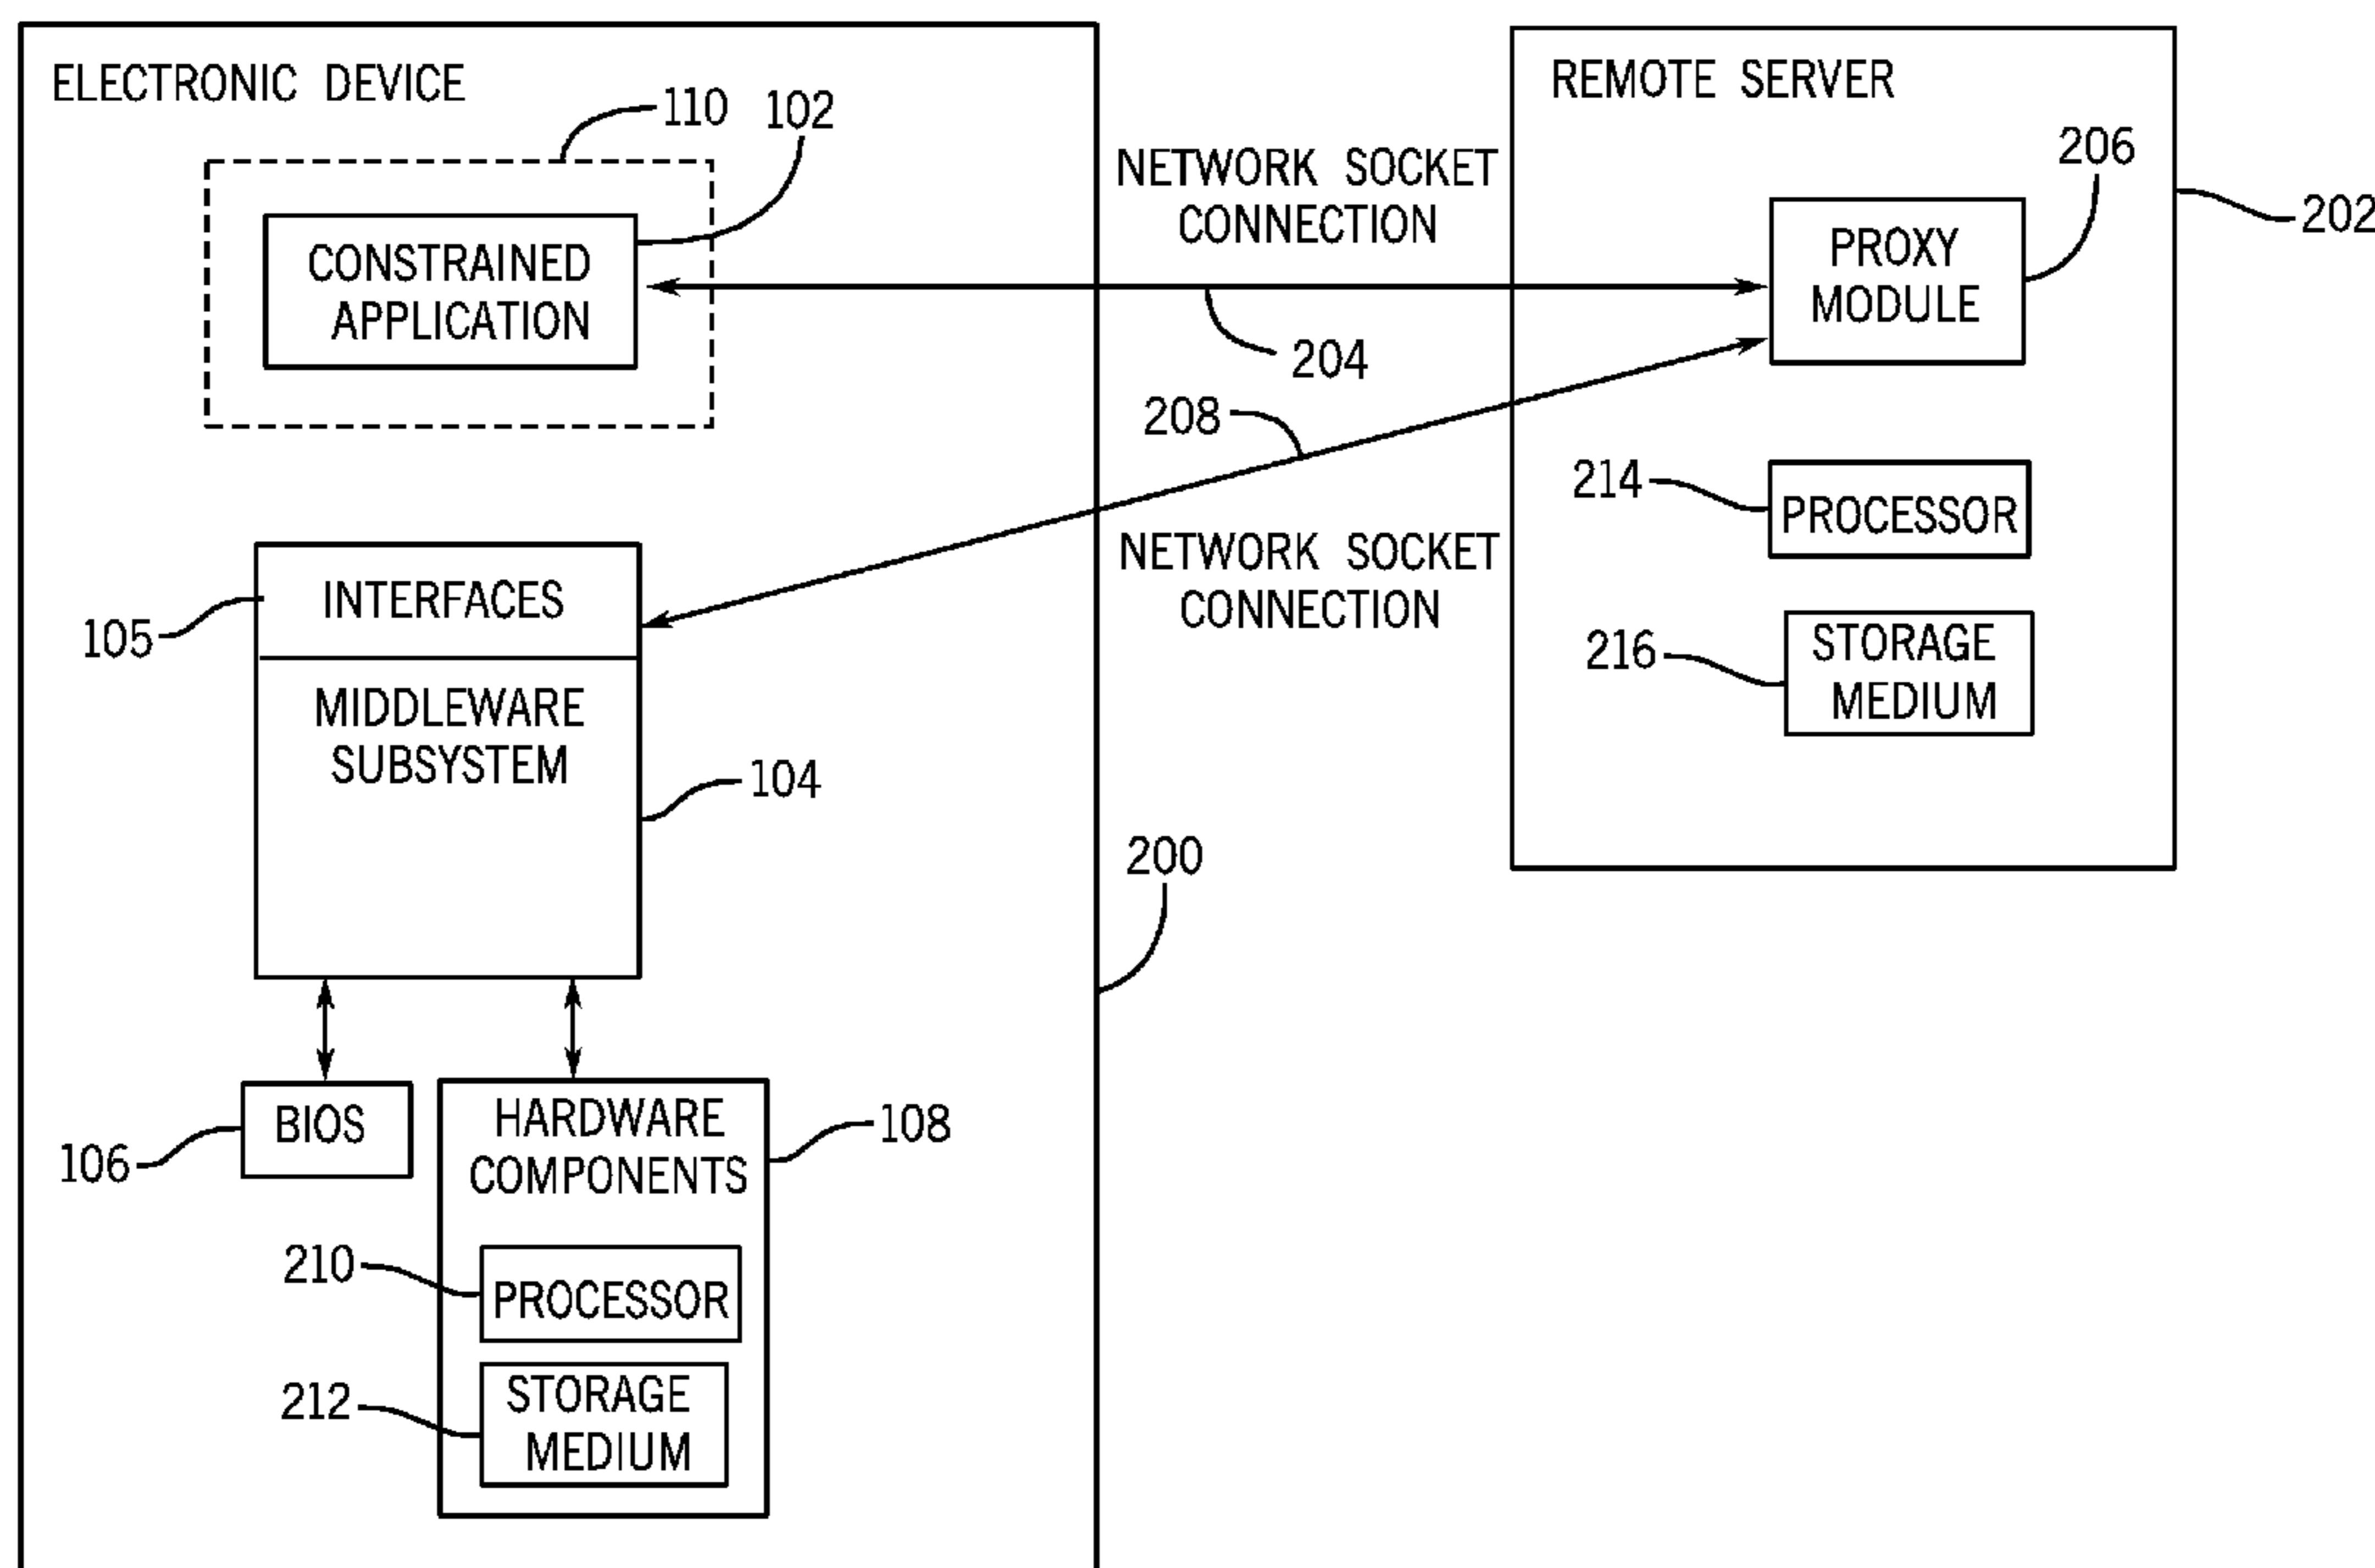 ELECTRONIC DEVICE
110
102
CONSTRAINED
APPLICATION
NETWORK SOCKET
CONNECTION
204
208
NETWORK SOCKET
CONNECTION
REMOTE SERVER
206
202
PROXY
MODULE
214
PROCESSOR
216
STORAGE
MEDIUM
INTERFACES
105
MIDDLEWARE
SUBSYSTEM
104
200
BIOS
106
HARDWARE
COMPONENTS
108
210
PROCESSOR
212
STORAGE
MEDIUM